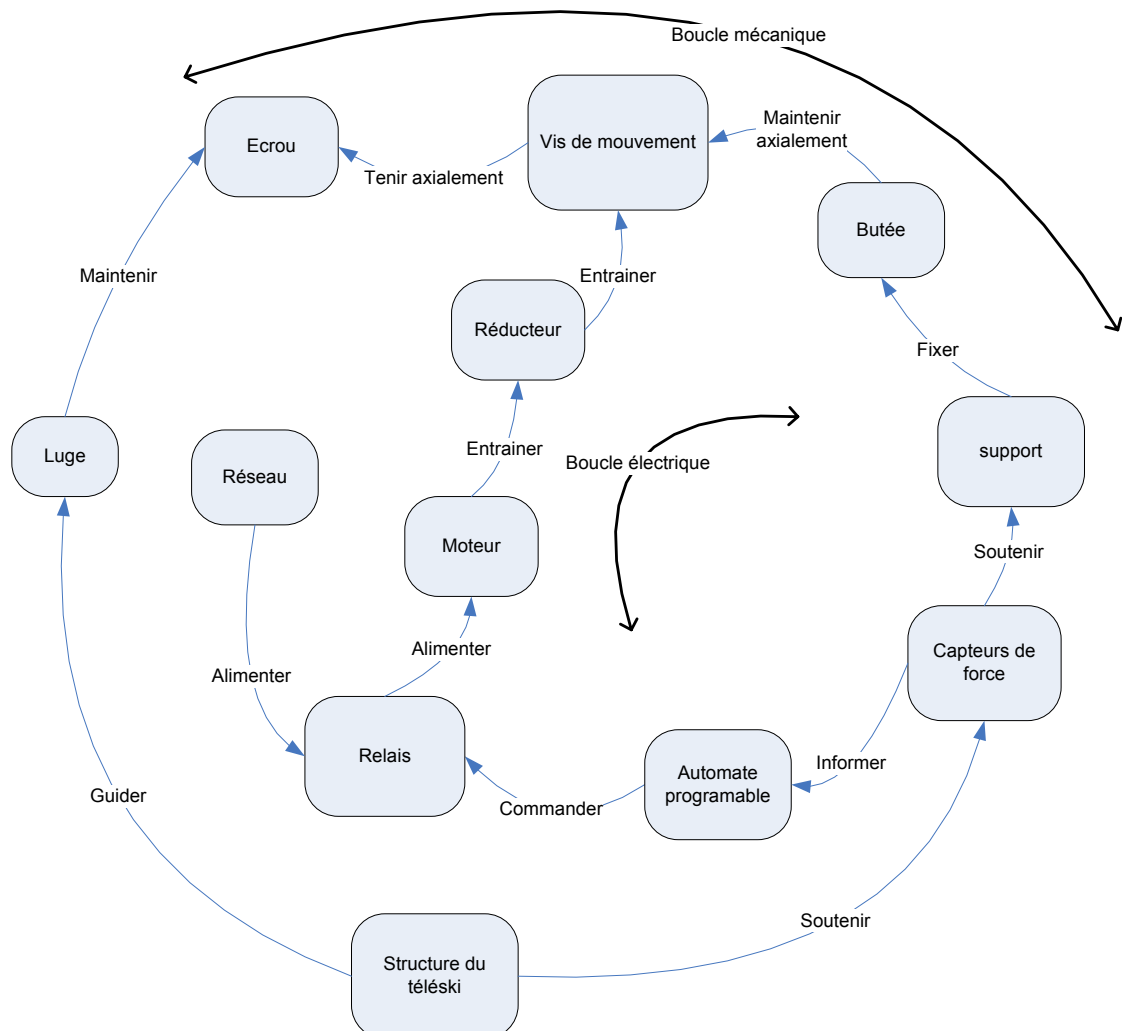 Boucle mécanique
Ecrou
Vis de mouvement
Maintenir
axialement
Tenir axialement
Butée
Maintenir
Entrainer
Réducteur
Fixer
Luge
Réseau
Entrainer
Boucle électrique
support
Moteur
Soutenir
Alimenter
Alimenter
Capteurs de
force
Relais
Informer
Automate
programable
Guider
Commander
Soutenir
Structure du
téléski